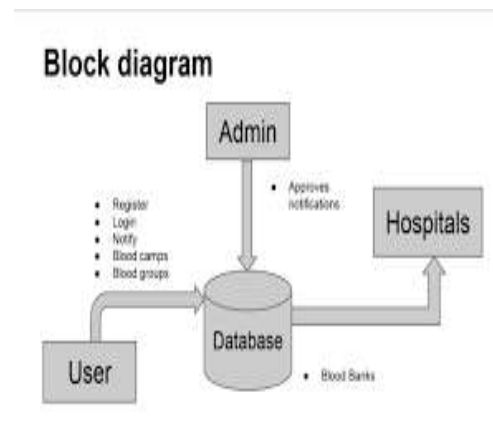 Block diagram
Admin
● Approves
notifications
● Register
● Login
● Notify
● Blood camps
● Blood groups
Hospitals
Database
User
● Blood Banks